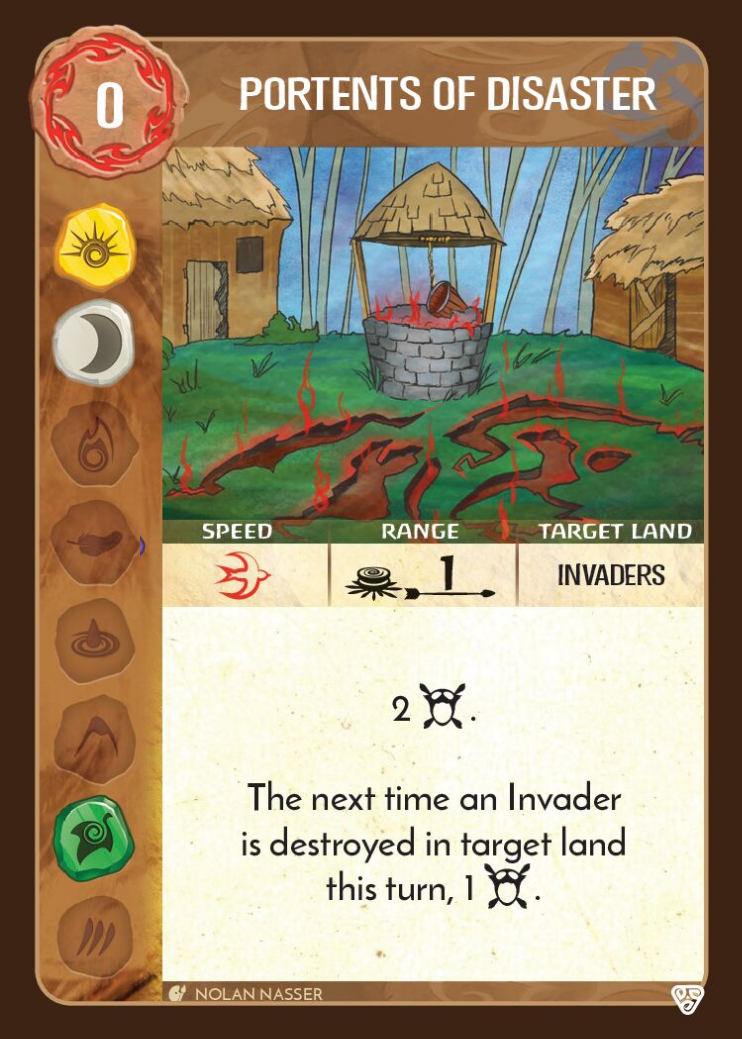 0
PORTENTS OF DISASTER
SPEED RANGE TARGET LAND
1 INVADERS
2 .
The next time an Invader
is destroyed in target land
this turn, 1 .
NOLAN NASSER